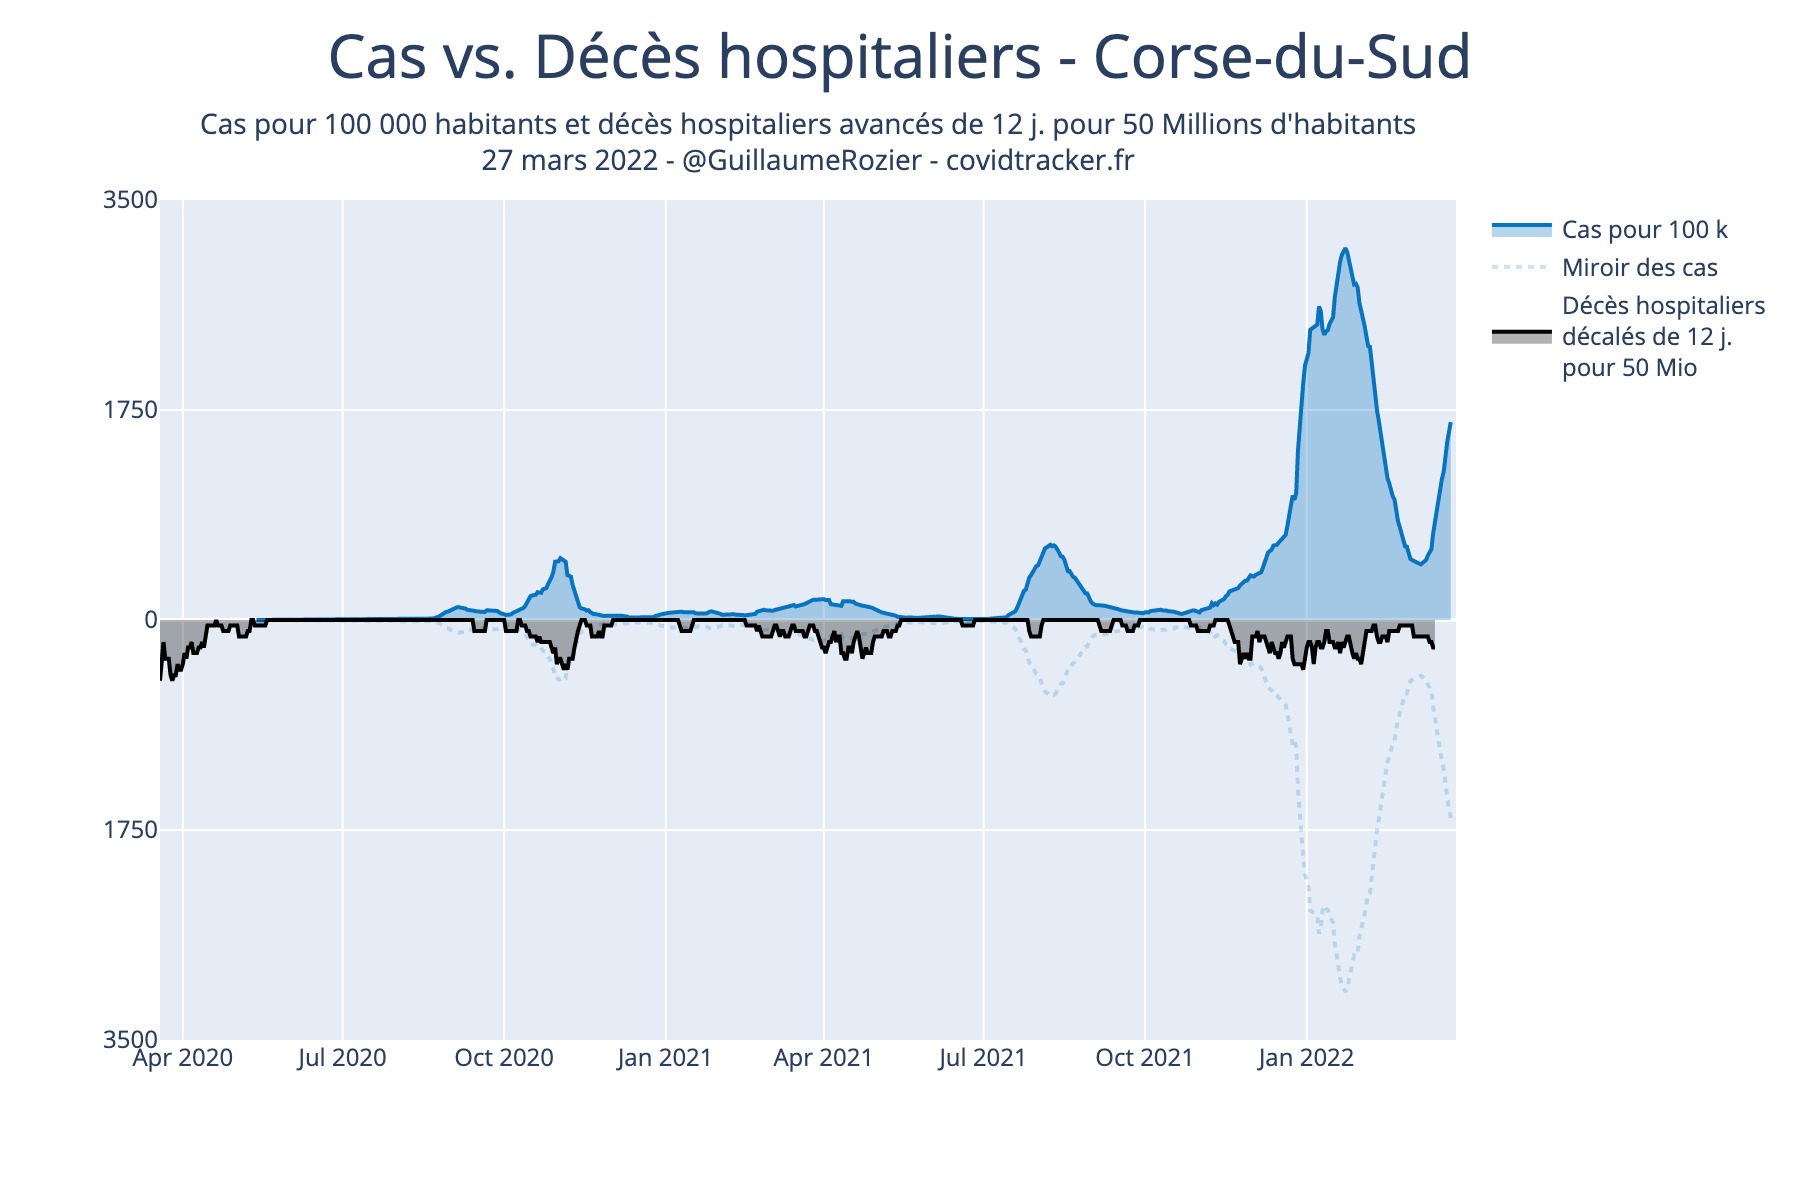 Cas vs. Décès hospitaliers - Corse-du-Sud
Cas pour 100 000 habitants et décès hospitaliers avancés de 12 j. pour 50 Millions d'habitants
27 mars 2022 - @GuillaumeRozier - covidtracker.fr
3500
1750
0
1750
3500
Apr 2020
Jul 2020
Oct 2020
Jan 2021
Apr 2021
Jul 2021
Oct 2021
Jan 2022
Cas pour 100 k
Miroir des cas
Décès hospitaliers
décalés de 12 j.
pour 50 Mio